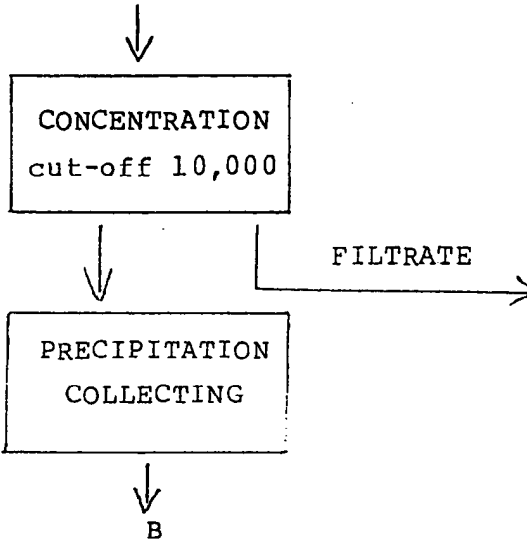 CONCENTRATION
cut-off 10,000
FILTRATE
PRECIPITATION
COLLECTING
B